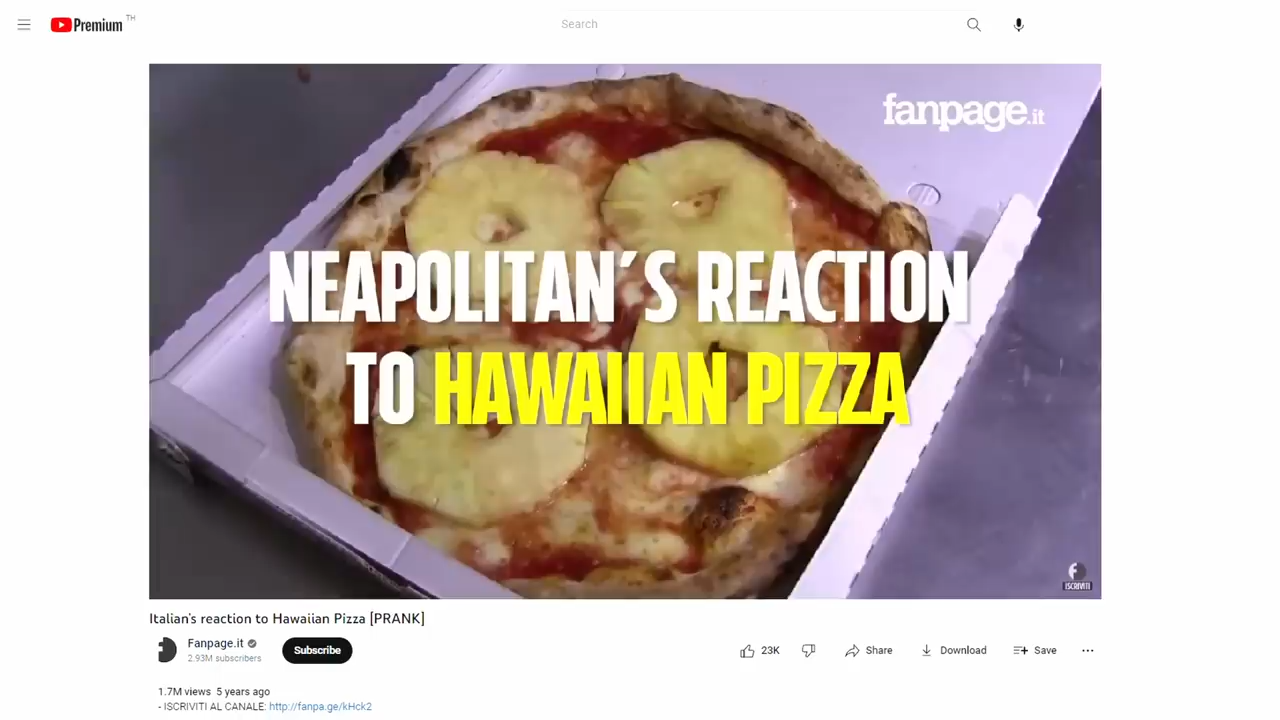 Premium TH
Search
fanpage.it
NEAPOLITAN'S REACTION
TO HAWAIIAN PIZZA
ISCRIVITI
Italian's reaction to Hawaiian Pizza [PRANK]
Fanpage.it
2.93M subscribers
Subscribe
23K
Share
Download
Save
1.7M views 5 years ago
- ISCRIVITI AL CANALE: http://fanpa.ge/kHck2